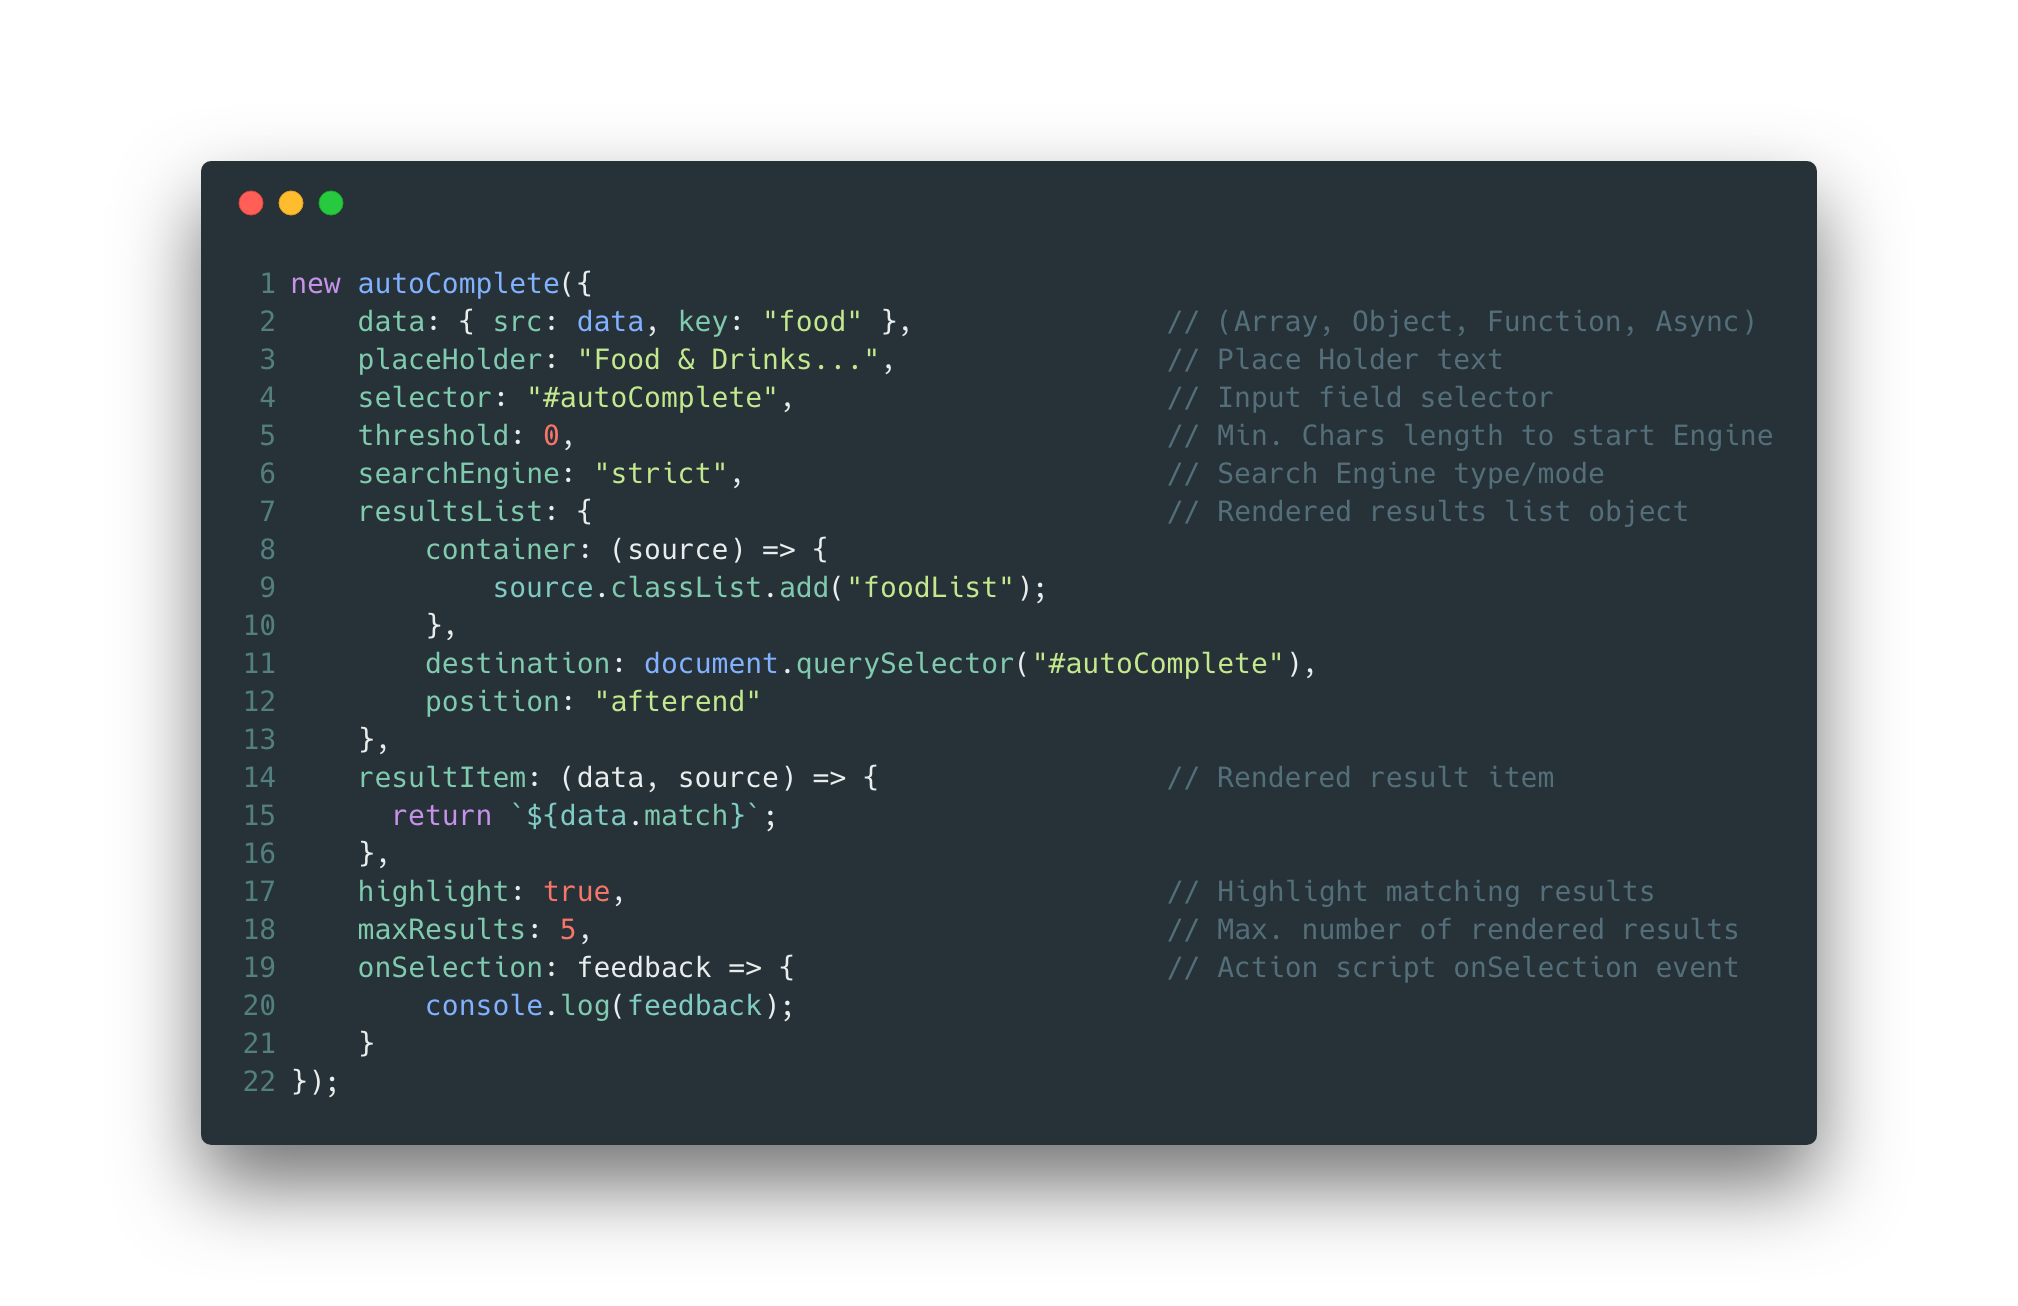 1 new autoComplete({
2     data: { src: data, key: "food" },               // (Array, Object, Function, Async)
3     placeHolder: "Food & Drinks...",                // Place Holder text
4     selector: "#autoComplete",                      // Input field selector
5     threshold: 0,                                   // Min. Chars length to start Engine
6     searchEngine: "strict",                         // Search Engine type/mode
7     resultsList: {                                  // Rendered results list object
8         container: (source) => {
9             source.classList.add("foodList");
10         },
11         destination: document.querySelector("#autoComplete"),
12         position: "afterend"
13     },
14     resultItem: (data, source) => {                 // Rendered result item
15       return `${data.match}`;
16     },
17     highlight: true,                                // Highlight matching results
18     maxResults: 5,                                  // Max. number of rendered results
19     onSelection: feedback => {                      // Action script onSelection event
20         console.log(feedback);
21     }
22 });